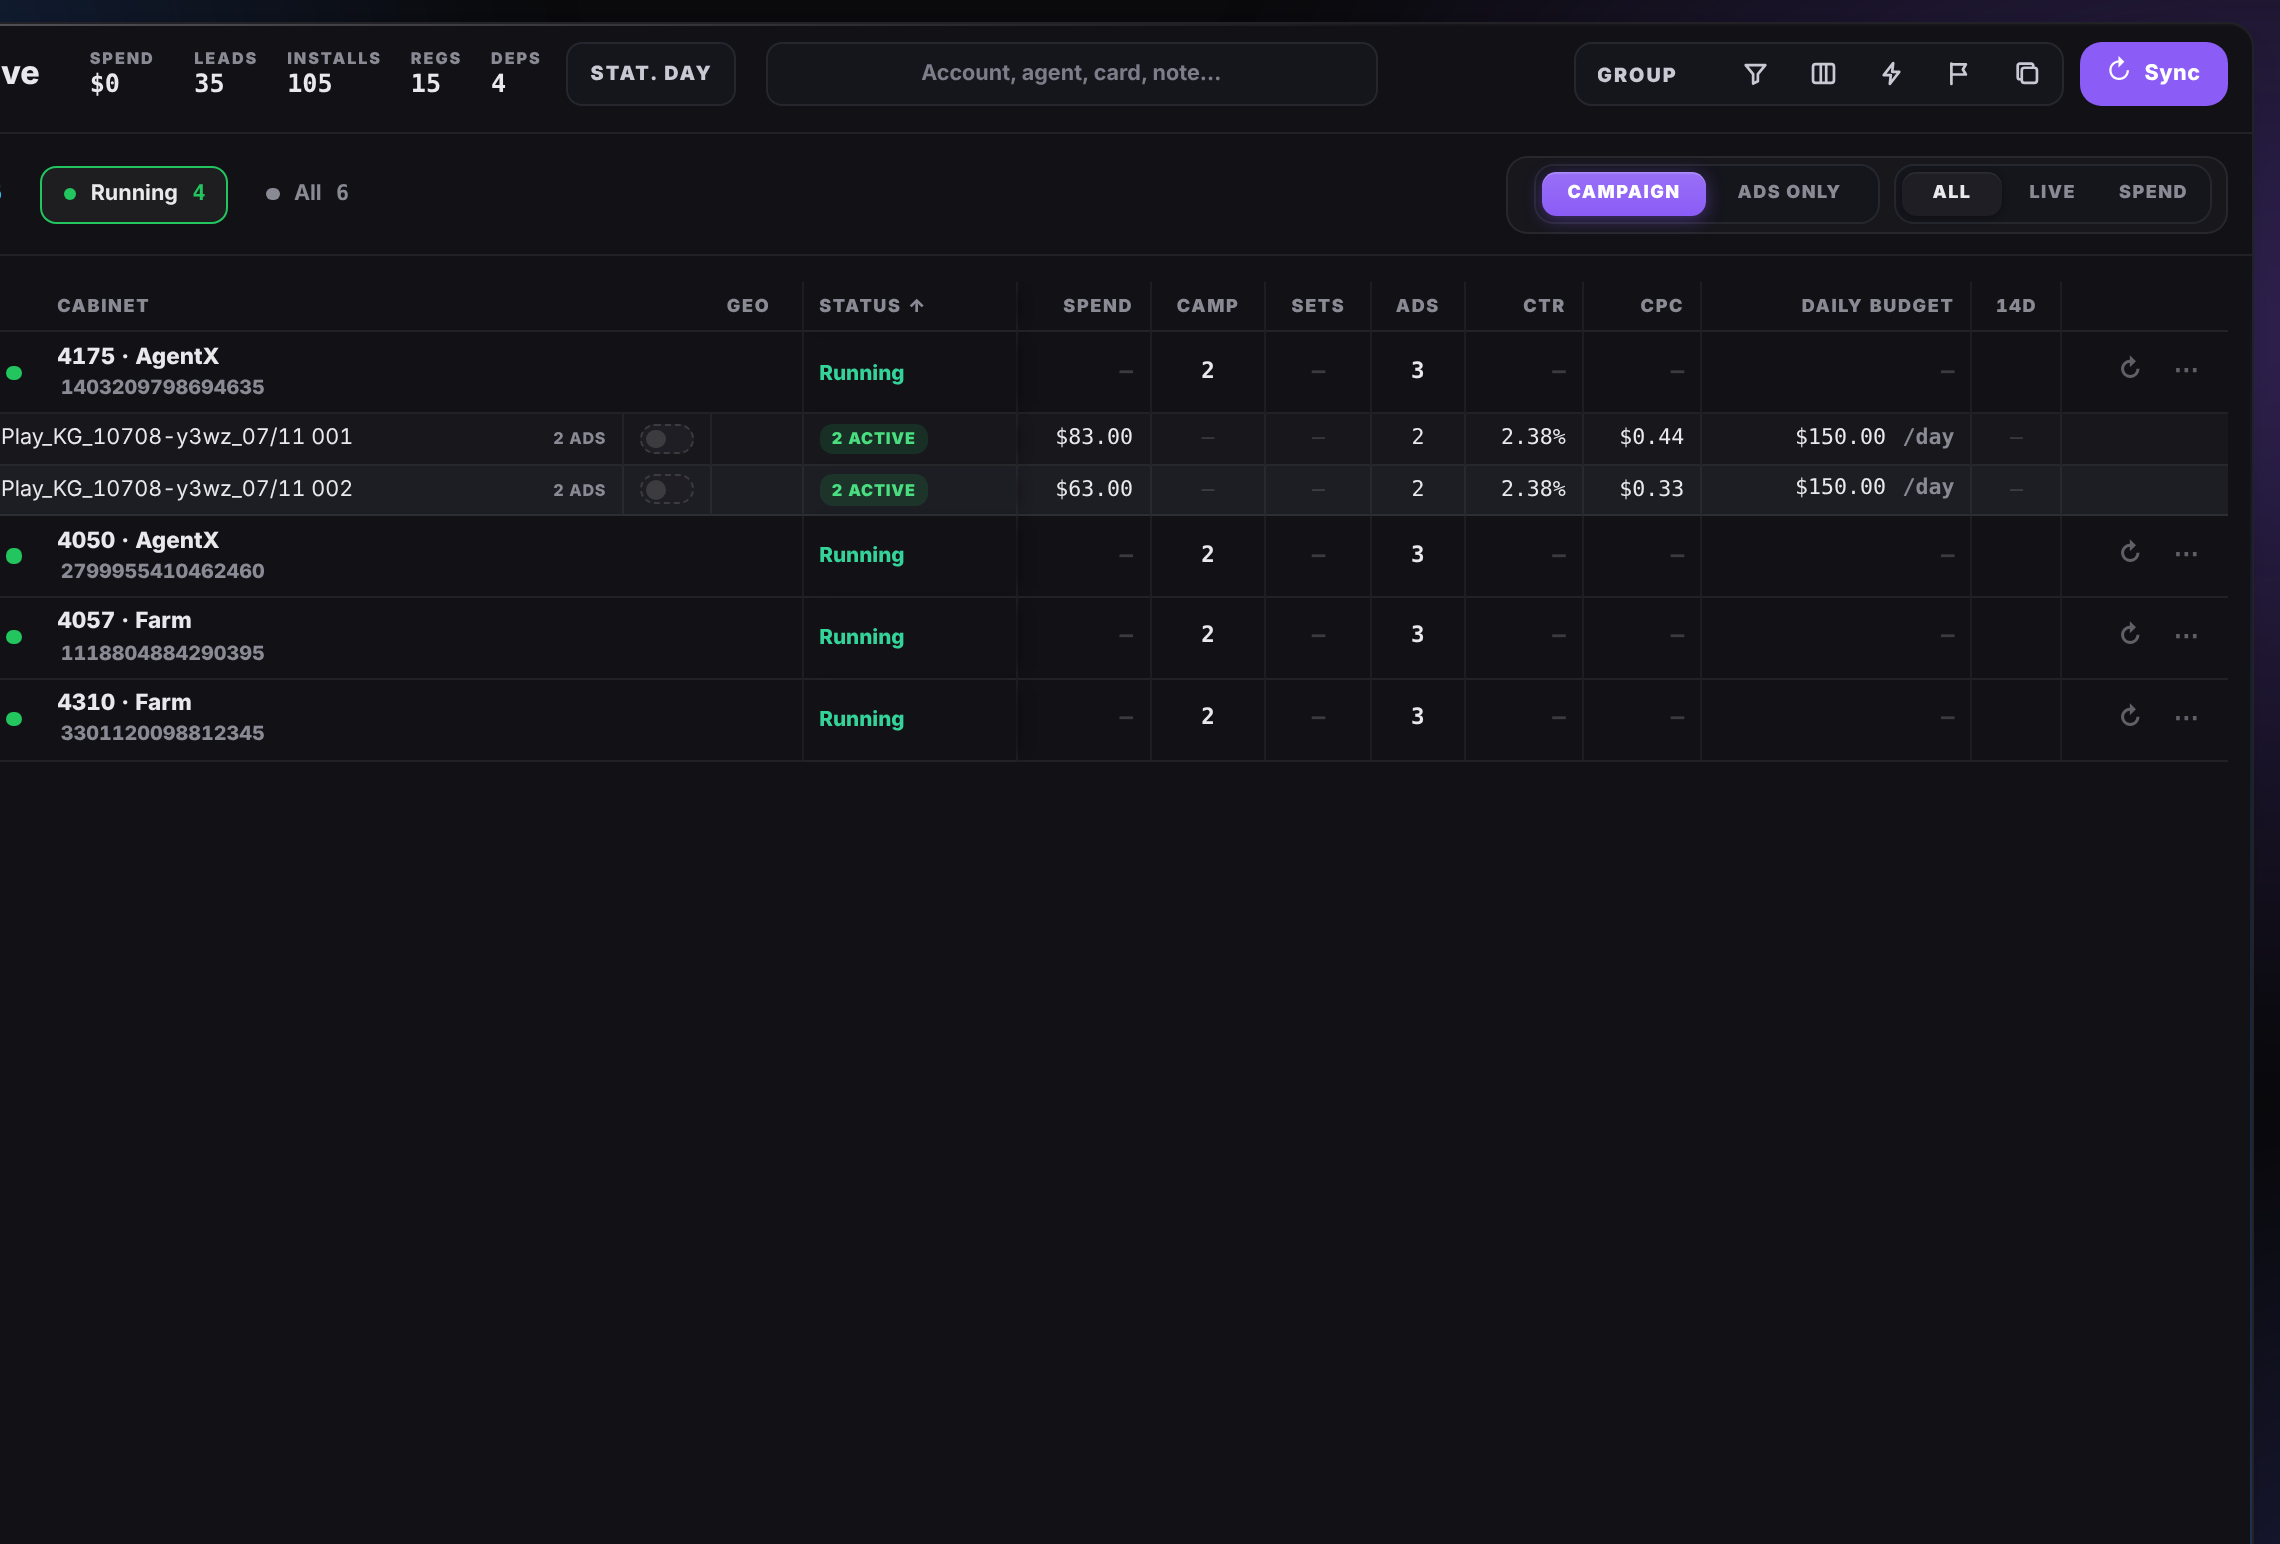 ve
SPEND LEADS INSTALLS REGS DEPS
$0 35 105 15 4
STAT. DAY
Account, agent, card, note...
GROUP
Sync
Running 4
All 6
CAMPAIGN ADS ONLY
ALL LIVE SPEND
CABINET GEO STATUS ↑ SPEND CAMP SETS ADS CTR CPC DAILY BUDGET 14D
4175 · AgentX
1403209798694635
Running — 2 — 3 — — — ...
Play_KG_10708-y3wz_07/11 001 2 ADS 2 ACTIVE $83.00 — — 2 2.38% $0.44 $150.00 /day —
Play_KG_10708-y3wz_07/11 002 2 ADS 2 ACTIVE $63.00 — — 2 2.38% $0.33 $150.00 /day —
4050 · AgentX
2799955410462460
Running — 2 — 3 — — — ...
4057 · Farm
1118804884290395
Running — 2 — 3 — — — ...
4310 · Farm
3301120098812345
Running — 2 — 3 — — — ...